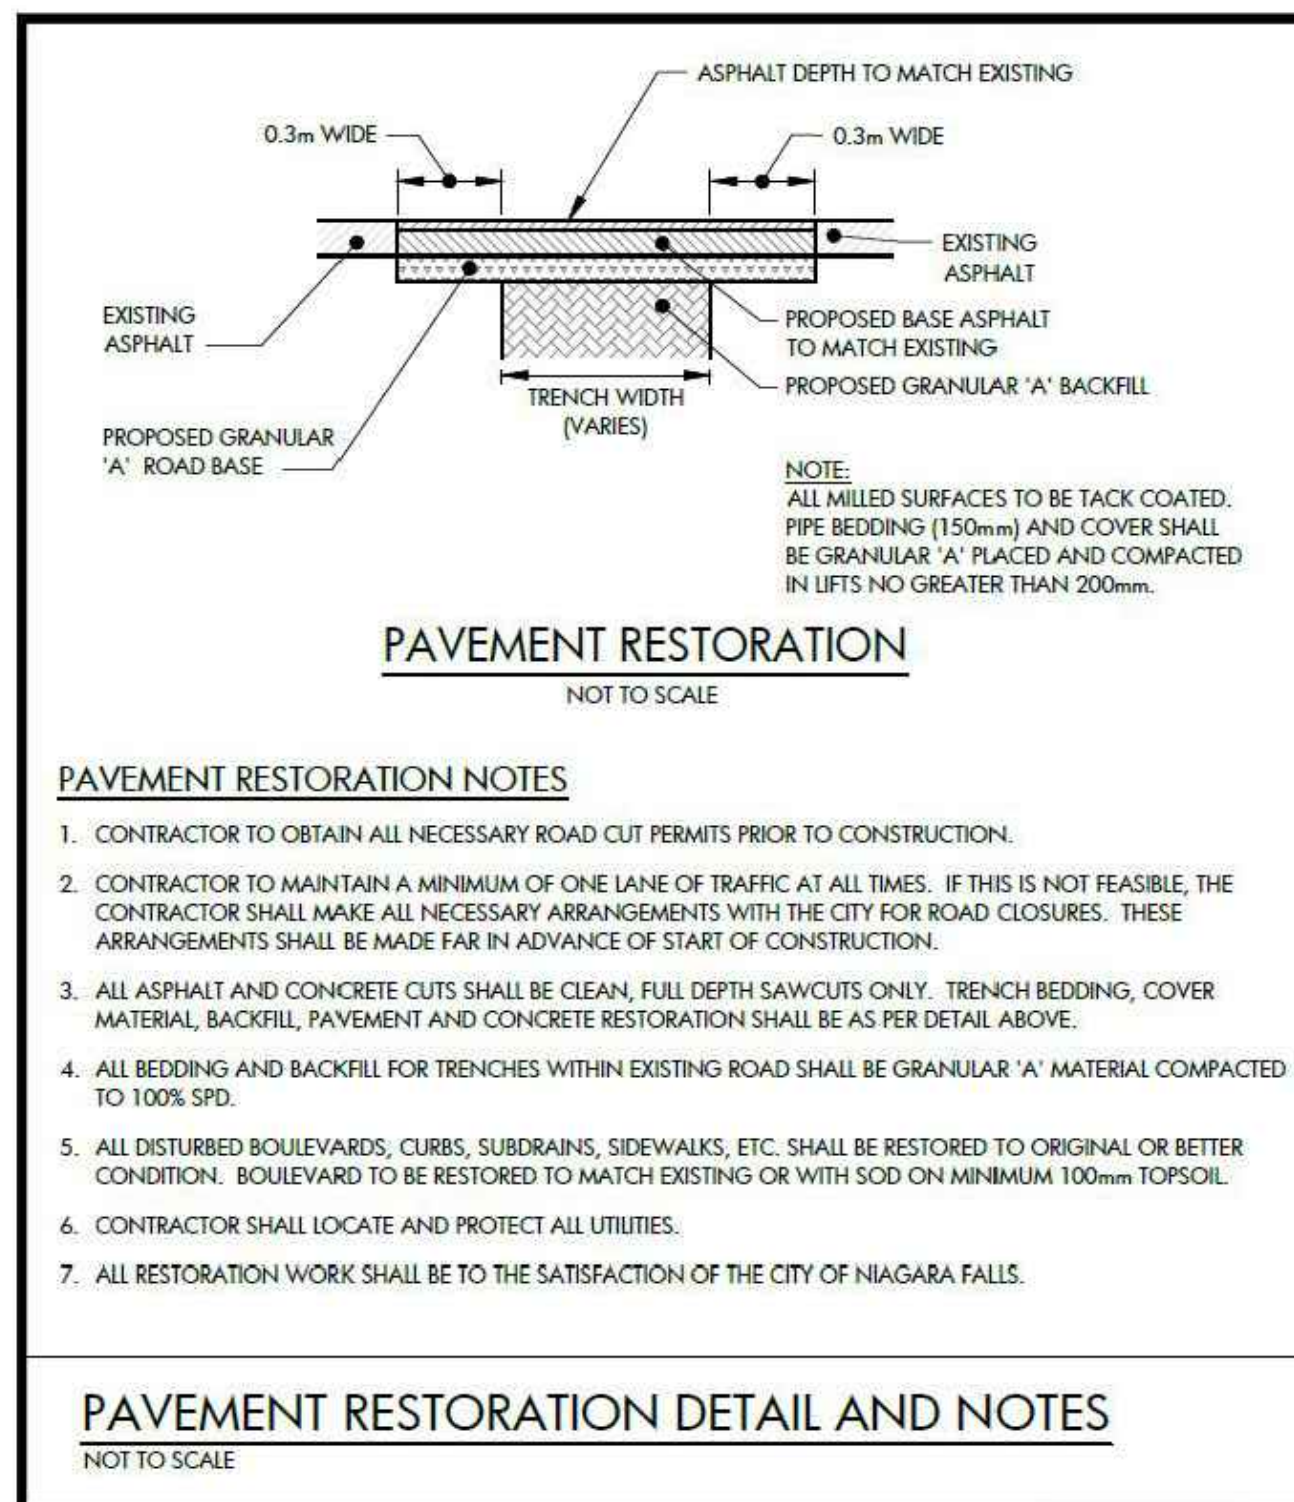 ASPHALT DEPTH TO MATCH EXISTING
0.3m WIDE
0.3m WIDE
EXISTING
ASPHALT
EXISTING
ASPHALT
PROPOSED BASE ASPHALT
TO MATCH EXISTING
PROPOSED GRANULAR 'A' BACKFILL
TRENCH WIDTH
(VARIES)
PROPOSED GRANULAR
'A' ROAD BASE
NOTE:
ALL MILLED SURFACES TO BE TACK COATED.
PIPE BEDDING (150mm) AND COVER SHALL
BE GRANULAR 'A' PLACED AND COMPACTED
IN LIFTS NO GREATER THAN 200mm.
PAVEMENT RESTORATION
NOT TO SCALE
PAVEMENT RESTORATION NOTES
1. CONTRACTOR TO OBTAIN ALL NECESSARY ROAD CUT PERMITS PRIOR TO CONSTRUCTION.
2. CONTRACTOR TO MAINTAIN A MINIMUM OF ONE LANE OF TRAFFIC AT ALL TIMES. IF THIS IS NOT FEASIBLE, THE
CONTRACTOR SHALL MAKE ALL NECESSARY ARRANGEMENTS WITH THE CITY FOR ROAD CLOSURES. THESE
ARRANGEMENTS SHALL BE MADE FAR IN ADVANCE OF START OF CONSTRUCTION.
3. ALL ASPHALT AND CONCRETE CUTS SHALL BE CLEAN, FULL DEPTH SAWCUTS ONLY. TRENCH BEDDING, COVER
MATERIAL, BACKFILL, PAVEMENT AND CONCRETE RESTORATION SHALL BE AS PER DETAIL ABOVE.
4. ALL BEDDING AND BACKFILL FOR TRENCHES WITHIN EXISTING ROAD SHALL BE GRANULAR 'A' MATERIAL COMPACTED
TO 100% SPD.
5. ALL DISTURBED BOULEVARDS, CURBS, SUBDRAINS, SIDEWALKS, ETC. SHALL BE RESTORED TO ORIGINAL OR BETTER
CONDITION. BOULEVARD TO BE RESTORED TO MATCH EXISTING OR WITH SOD ON MINIMUM 100mm TOPSOIL.
6. CONTRACTOR SHALL LOCATE AND PROTECT ALL UTILITIES.
7. ALL RESTORATION WORK SHALL BE TO THE SATISFACTION OF THE CITY OF NIAGARA FALLS.
PAVEMENT RESTORATION DETAIL AND NOTES
NOT TO SCALE